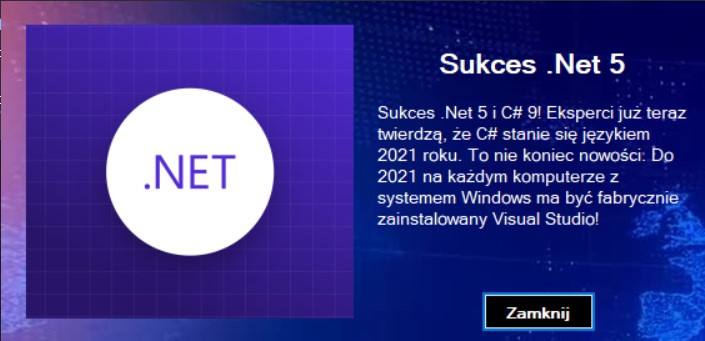 .NET
Sukces .Net 5
Sukces .Net 5 i C# 9! Eksperci już teraz
twierdzą, że C# stanie się językiem
2021 roku. To nie koniec nowości: Do
2021 na każdym komputerze z
systemem Windows ma być fabrycznie
zainstalowany Visual Studio!
Zamknij